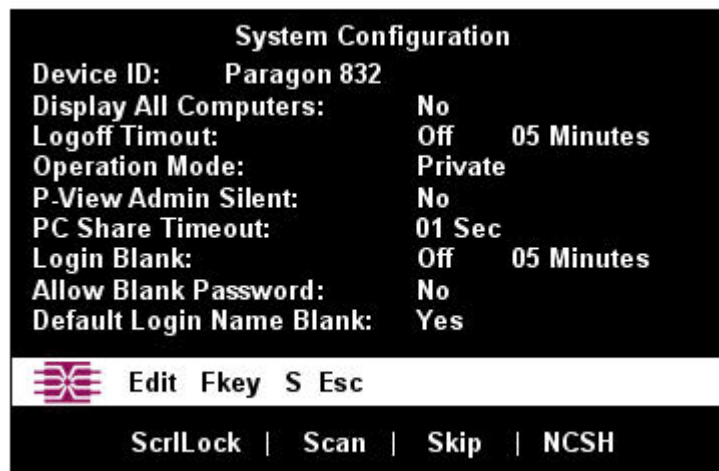 System Configuration
Device ID: Paragon 832
Display All Computers: No
Logoff Timout: Off 05 Minutes
Operation Mode: Private
P-View Admin Silent: No
PC Share Timeout: 01 Sec
Login Blank: Off 05 Minutes
Allow Blank Password: No
Default Login Name Blank: Yes
Edit Fkey S Esc
ScrlLock | Scan | Skip | NCSH